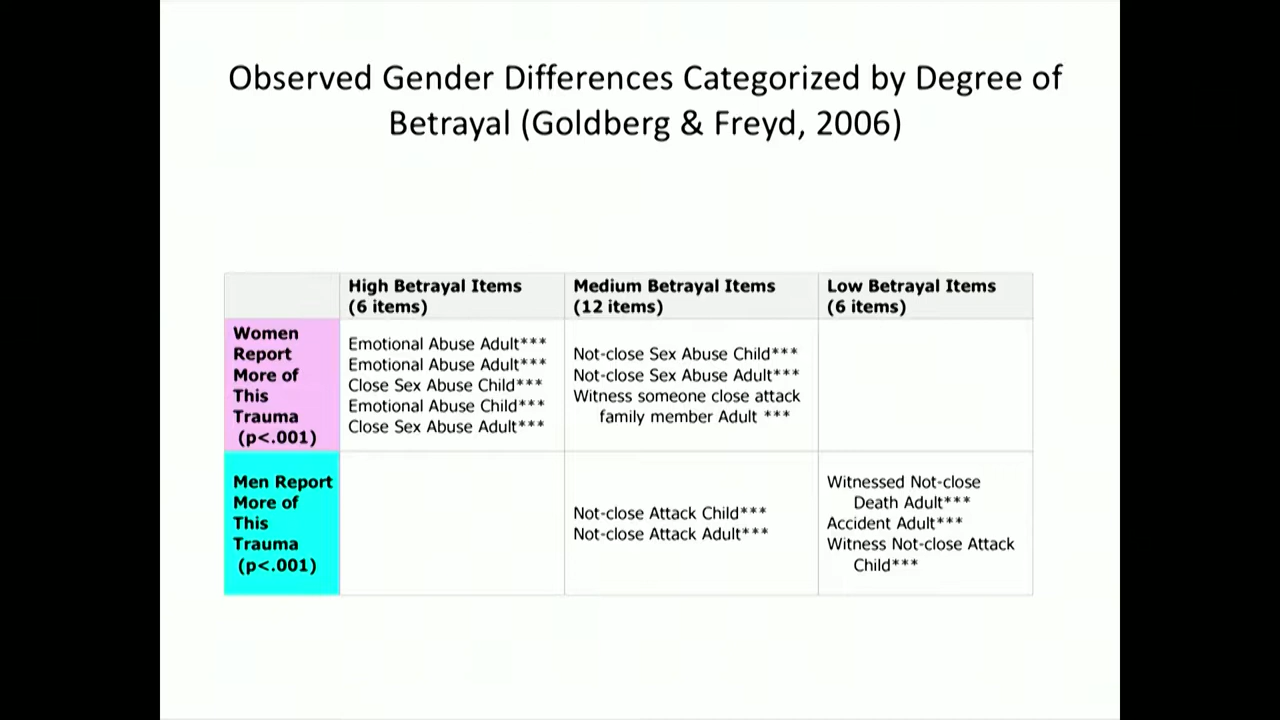 Observed Gender Differences Categorized by Degree of
Betrayal (Goldberg & Freyd, 2006)
High Betrayal Items
(6 items)
Medium Betrayal Items
(12 items)
Low Betrayal Items
(6 items)
Women
Report
More of
This
Trauma
(p<.001)
Emotional Abuse Adult***
Emotional Abuse Adult***
Close Sex Abuse Child***
Emotional Abuse Child***
Close Sex Abuse Adult***
Not-close Sex Abuse Child***
Not-close Sex Abuse Adult***
Witness someone close attack
family member Adult ***
Men Report
More of
This
Trauma
(p<.001)
Not-close Attack Child***
Not-close Attack Adult***
Witnessed Not-close
Death Adult***
Accident Adult***
Witness Not-close Attack
Child***